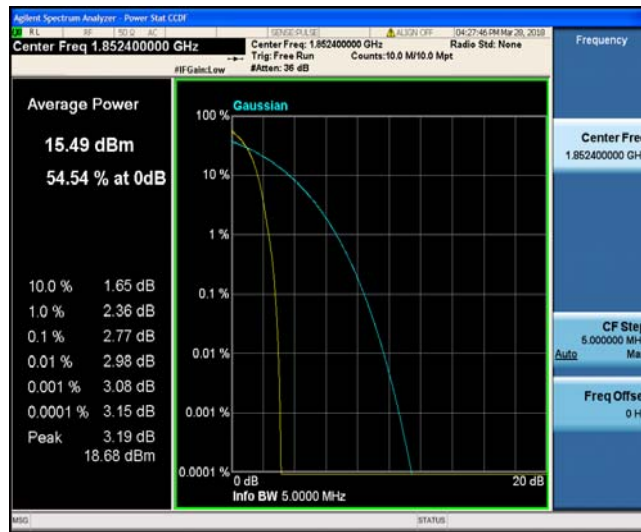 Agilent Spectrum Analyzer - Power Stat CCDF
RL RF 50 Ω AC SENSE:PULSE ALIGN OFF 04:27:46 PM Mar 28, 2018
Center Freq 1.852400000 GHz
Center Freq: 1.852400000 GHz Radio Std: None
Trig: Free Run Counts:10.0 M/10.0 Mpt
#IFGain:Low #Atten: 36 dB
Frequency
Average Power
15.49 dBm
54.54 % at 0dB
10.0 % 1.65 dB
1.0 % 2.36 dB
0.1 % 2.77 dB
0.01 % 2.98 dB
0.001 % 3.08 dB
0.0001 % 3.15 dB
Peak 3.19 dB
18.68 dBm
Gaussian
100 %
10 %
1 %
0.1 %
0.01 %
0.001 %
0.0001 %
0 dB 20 dB
Info BW 5.0000 MHz
Center Fre
1.852400000 GH
CF Step
5.000000 MH
Auto Ma
Freq Offse
0 H
MSG STATUS